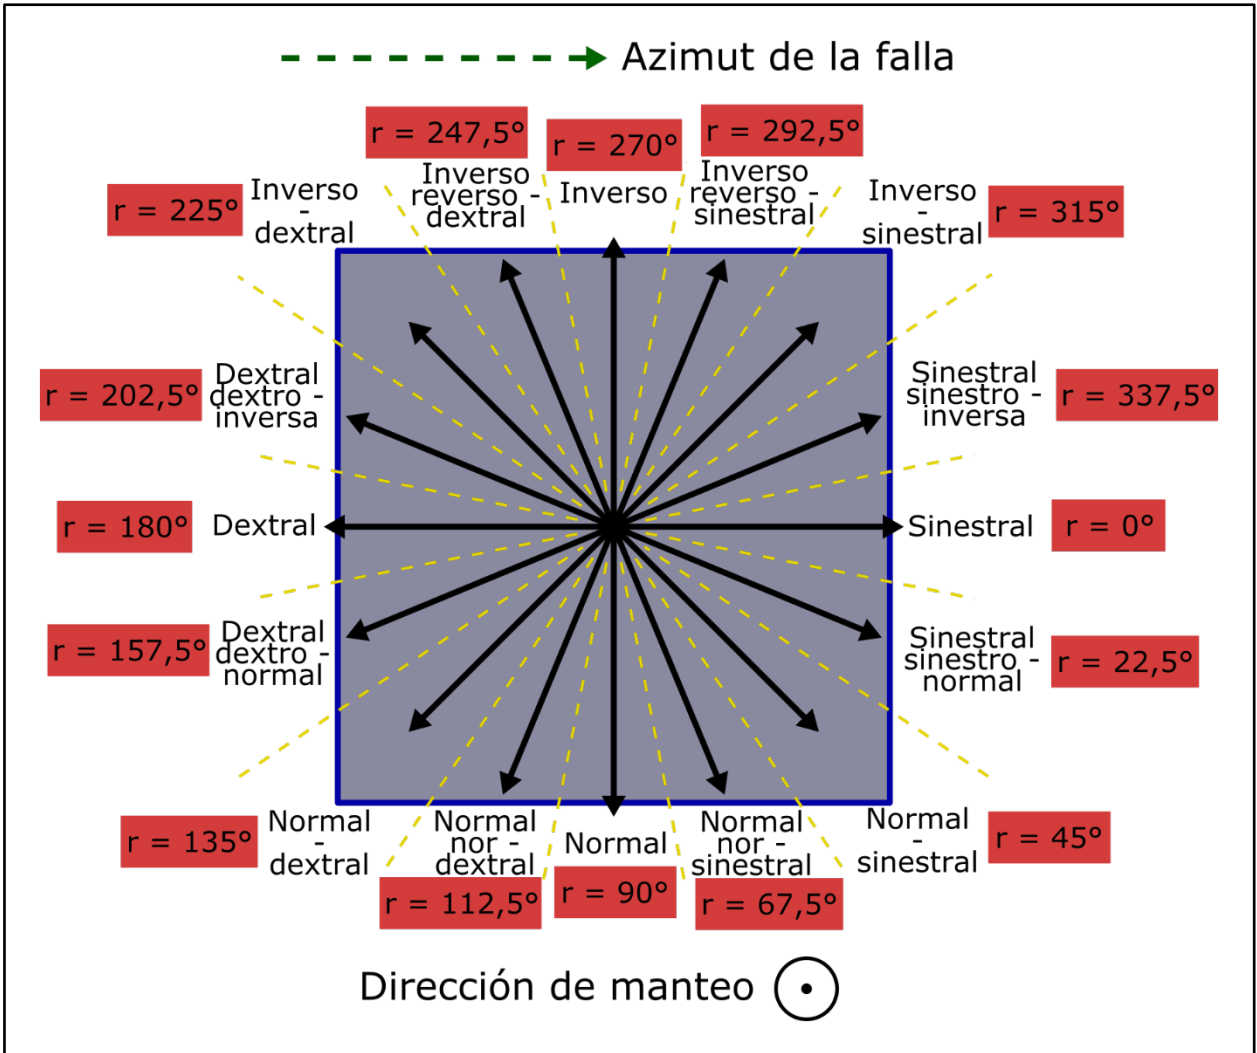 Azimut de la falla
r = 247,5°
r = 270°
r = 292,5°
Inverso
reverso -
dextral
Inverso
Inverso
reverso -
sinestral
r = 225°
Inverso
-
dextral
Inverso
-
sinestral
r = 315°
r = 202,5°
Dextral
dextro -
inversa
Sinestral
sinestro -
inversa
r = 337,5°
r = 180°
Dextral
Sinestral
r = 0°
r = 157,5°
Dextral
dextro -
normal
Sinestral
sinestro -
normal
r = 22,5°
r = 135°
Normal
-
dextral
Normal
nor -
dextral
Normal
Normal
nor -
sinestral
Normal
-
sinestral
r = 45°
r = 112,5°
r = 90°
r = 67,5°
Dirección de manteo